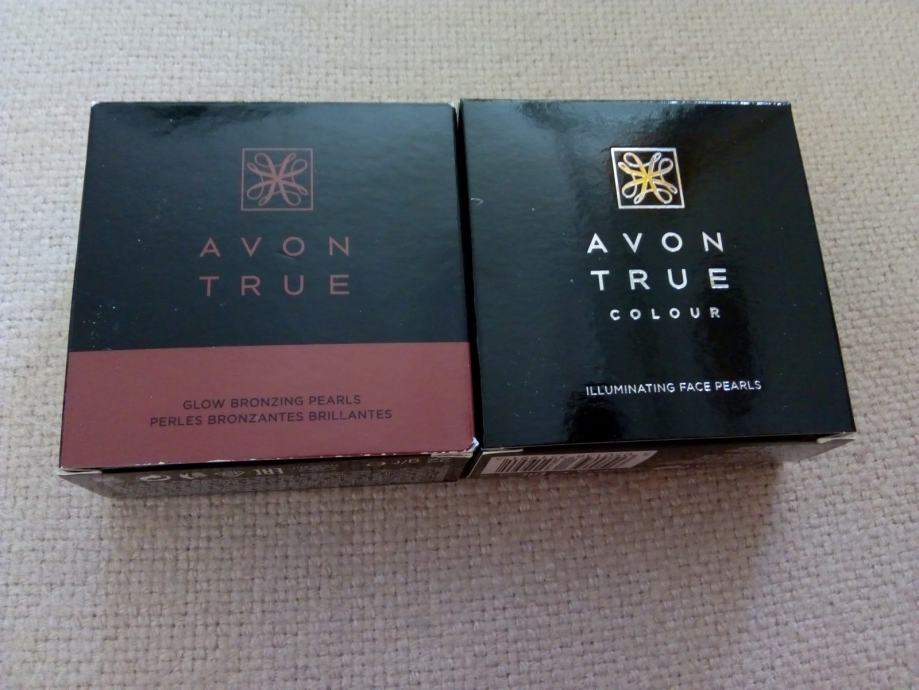 AVON
TRUE
GLOW BRONZING PEARLS
PERLES BRONZANTES BRILLANTES
AVON
TRUE
COLOUR
ILLUMINATING FACE PEARLS